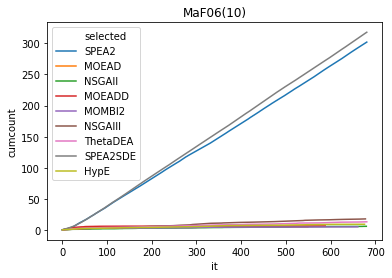 MaF06(10)
selected
SPEA2
MOEAD
NSGAII
MOEADD
MOMBI2
NSGAIII
ThetaDEA
SPEA2SDE
HypE
cumcount
300
250
200
150
100
50
0
0 100 200 300 400 500 600 700
it